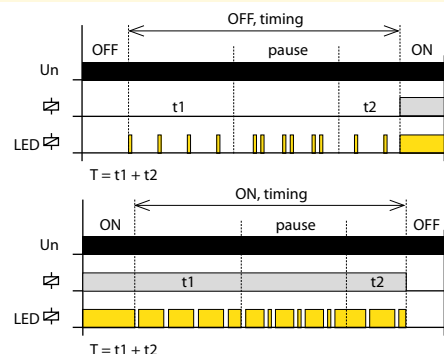 OFF, timing
OFF pause ON
Un
t1 t2
LED
T = t1 + t2
ON, timing
ON pause OFF
Un
t1 t2
LED
T = t1 + t2